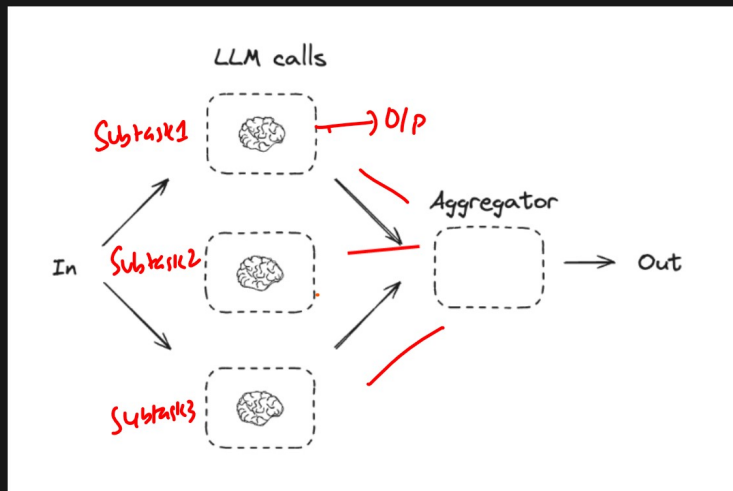 LLM calls
Subtask1
O/P
Aggregator
In
Subtask2
Out
Subtask3